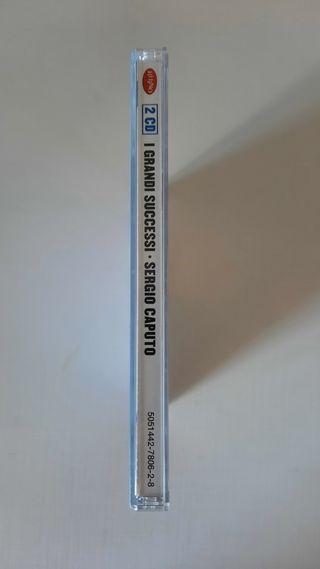 2 CD
I GRANDI SUCCESSI • SERGIO CAPUTO
5051442-7806-2-8